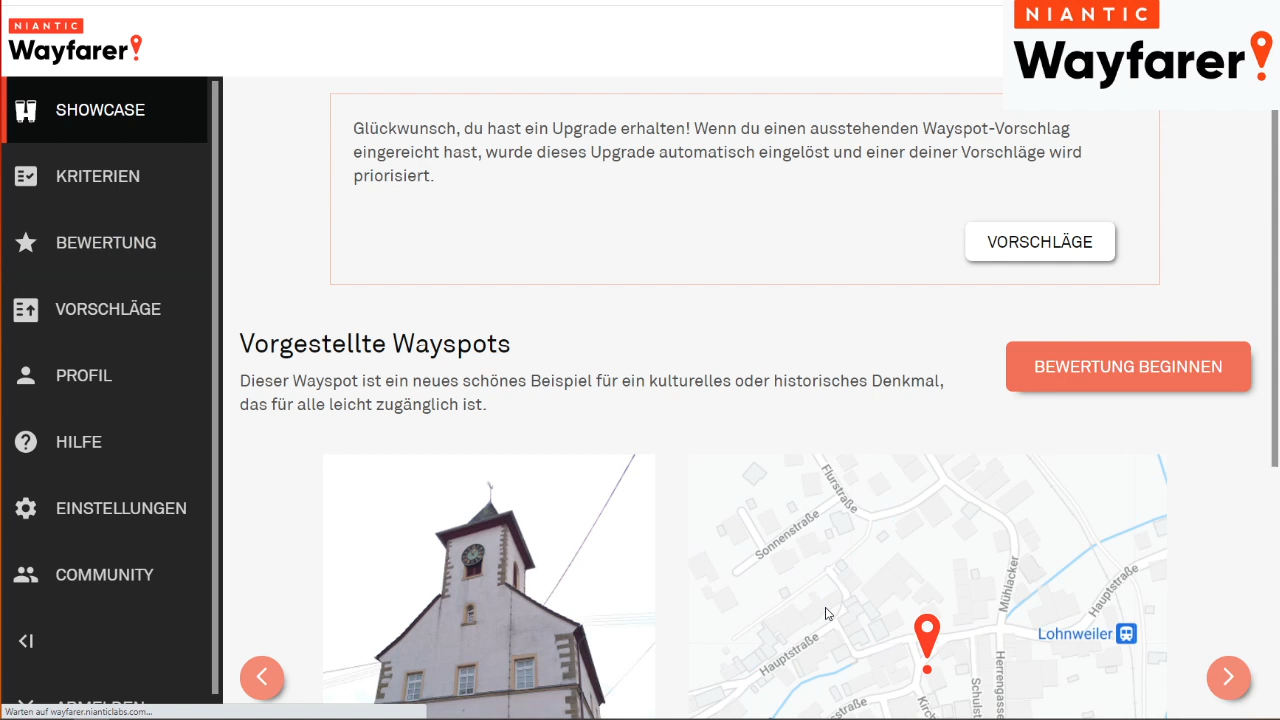 NIANTIC
Wayfarer
NIANTIC
Wayfarer
SHOWCASE
KRITERIEN
BEWERTUNG
VORSCHLÄGE
PROFIL
HILFE
EINSTELLUNGEN
COMMUNITY
ABMELDEN
Glückwunsch, du hast ein Upgrade erhalten! Wenn du einen ausstehenden Wayspot-Vorschlag
eingereicht hast, wurde dieses Upgrade automatisch eingelöst und einer deiner Vorschläge wird
priorisiert.
VORSCHLÄGE
Vorgestellte Wayspots
Dieser Wayspot ist ein neues schönes Beispiel für ein kulturelles oder historisches Denkmal,
das für alle leicht zugänglich ist.
BEWERTUNG BEGINNEN
Flurstraße
Sonnenstraße
Mühlacker
Hauptstraße
Lohnweiler
Hauptstraße
Herrengasse
Warten auf wayfarer.nianticlabs.com...